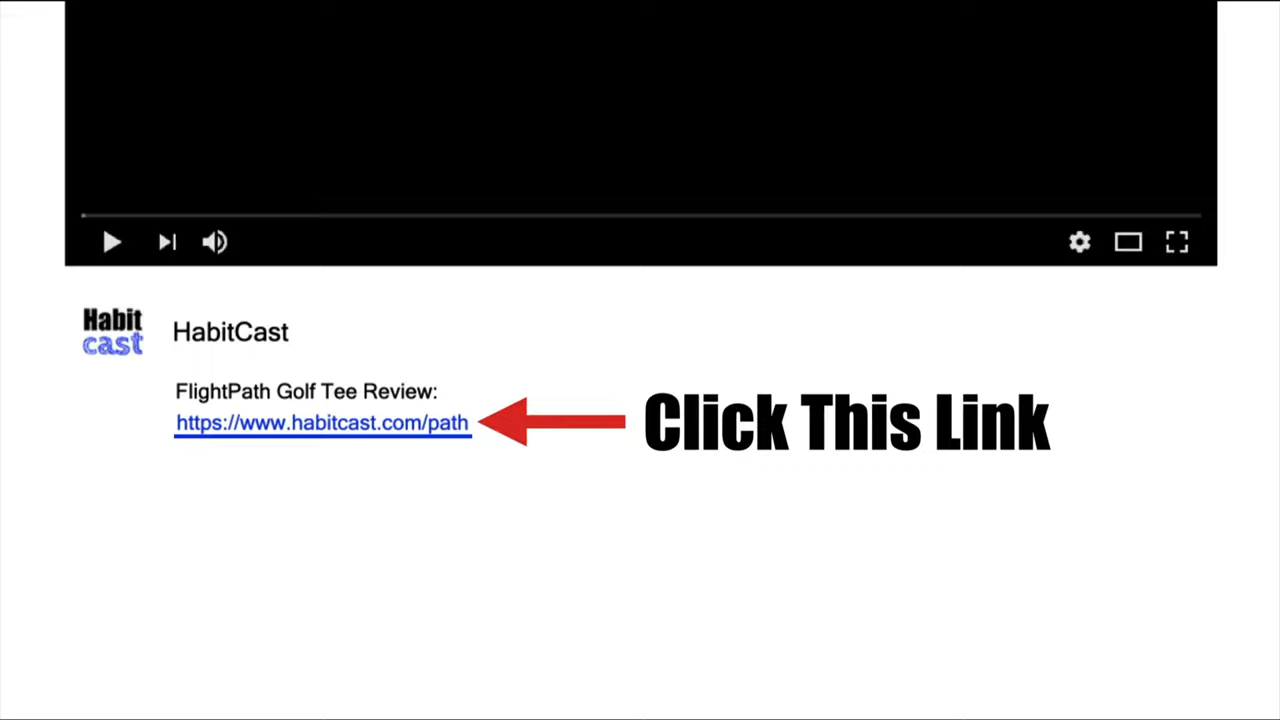 Habit
cast
HabitCast
FlightPath Golf Tee Review:
https://www.habitcast.com/path
Click This Link